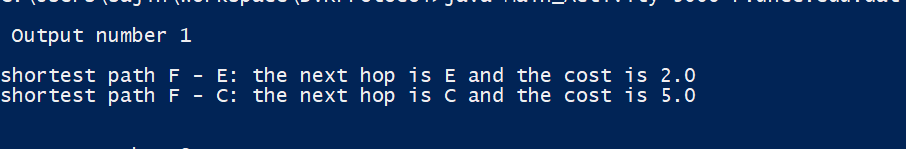 Output number 1
shortest path F - E: the next hop is E and the cost is 2.0
shortest path F - C: the next hop is C and the cost is 5.0